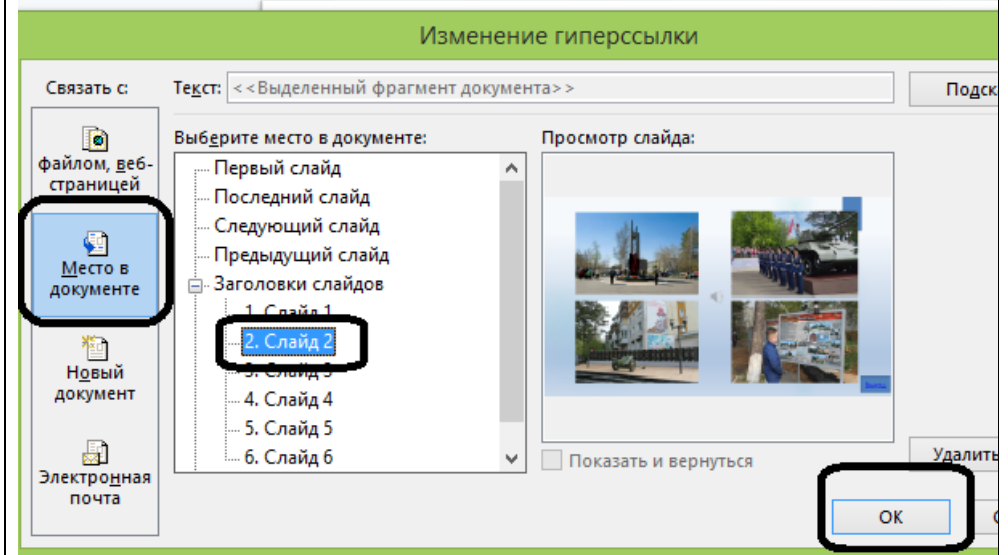 Изменение гиперссылки
Связать с:
Текст: <<Выделенный фрагмент документа>>
Подск
файлом, веб-
страницей
Место в
документе
Новый
документ
Электронная
почта
Выберите место в документе:
Первый слайд
Последний слайд
Следующий слайд
Предыдущий слайд
Заголовки слайдов
1. Слайд 1
2. Слайд 2
3. Слайд 3
4. Слайд 4
5. Слайд 5
6. Слайд 6
Просмотр слайда:
Показать и вернуться
Удалить
ОК